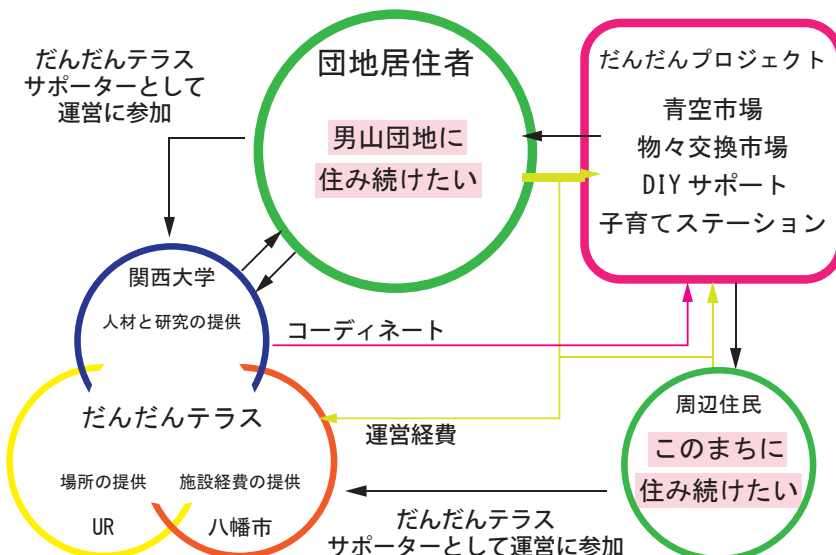 だんだんテラス
サポーターとして
運営に参加
団地居住者
男山団地に
住み続けたい
だんだんプロジェクト
青空市場
物々交換市場
DIYサポート
子育てステーション
関西大学
人材と研究の提供
コーディネート
だんだんテラス
運営経費
場所の提供
施設経費の提供
UR
八幡市
周辺住民
このまちに
住み続けたい
だんだんテラス
サポーターとして運営に参加